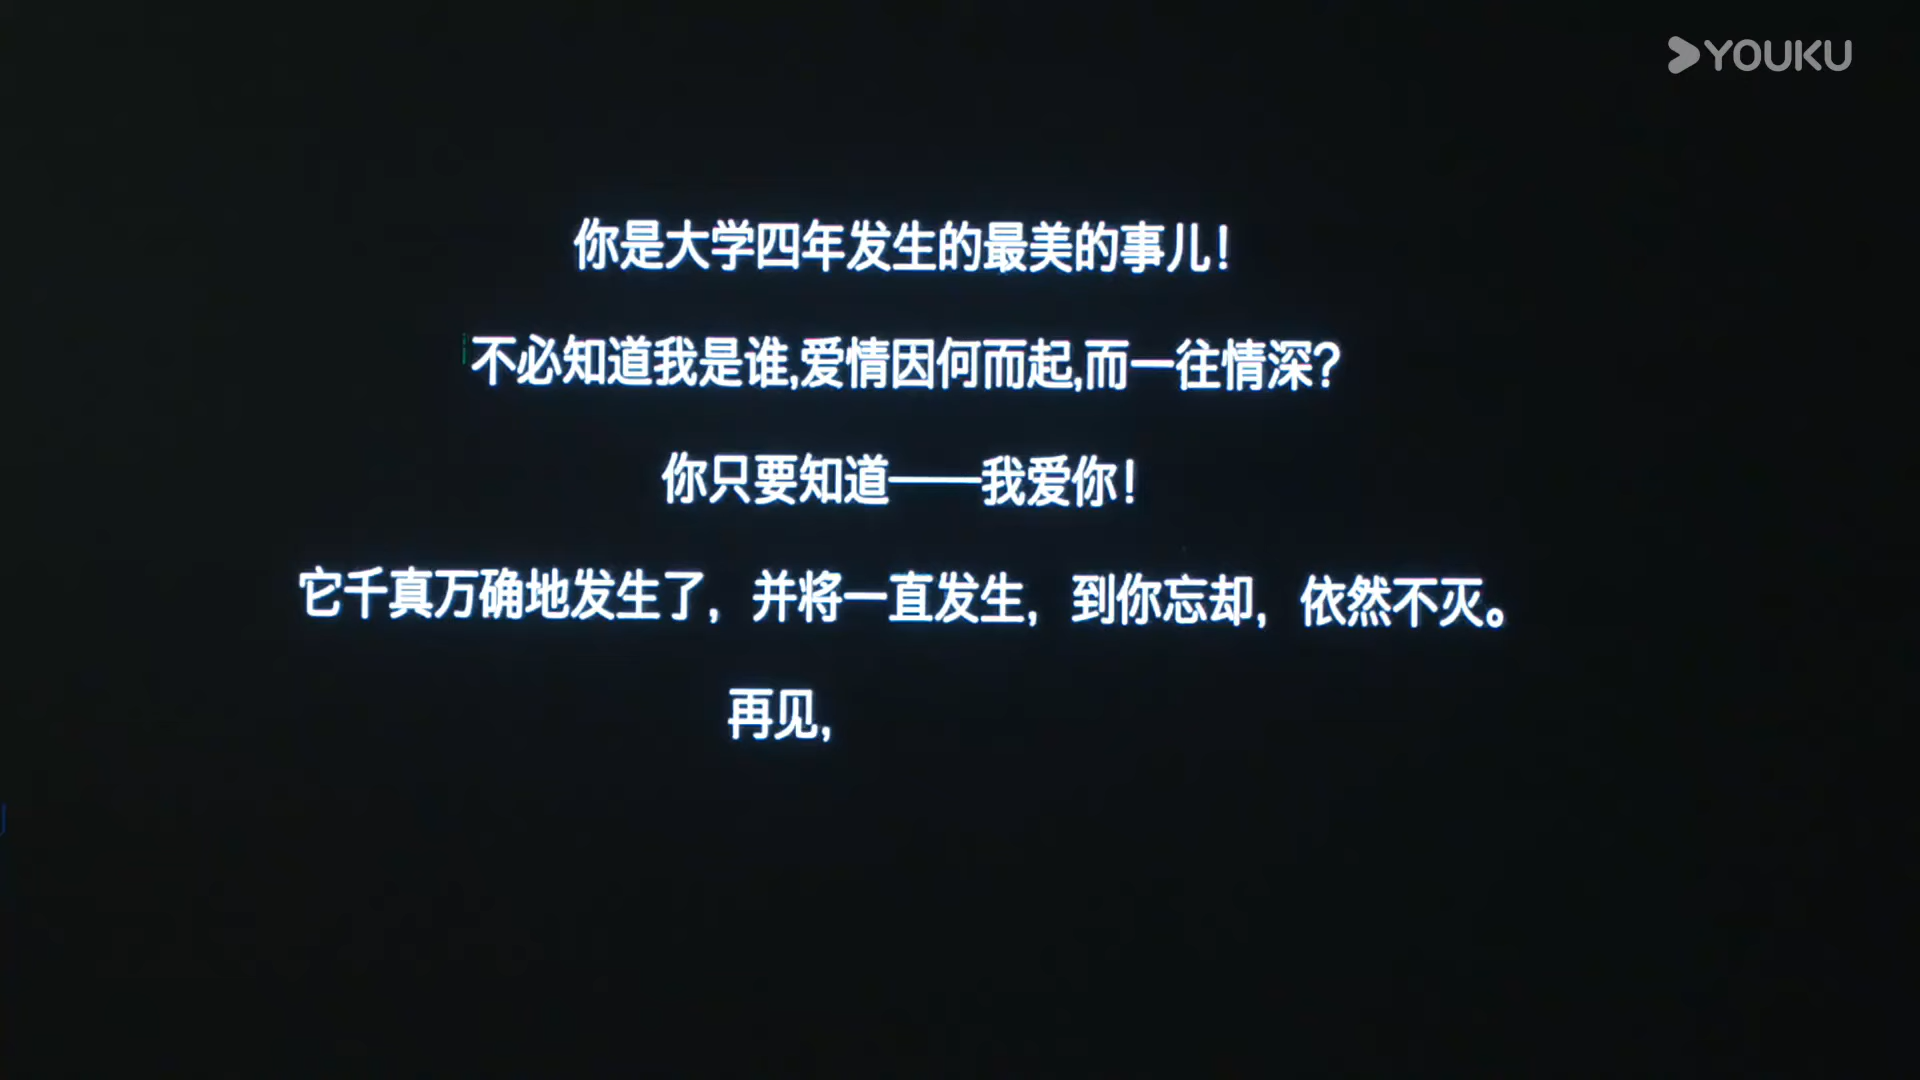 YOUKU
你是大学四年发生的最美的事儿！
不必知道我是谁,爱情因何而起,而一往情深?
你只要知道——我爱你！
它千真万确地发生了，并将一直发生，到你忘却，依然不灭。
再见,